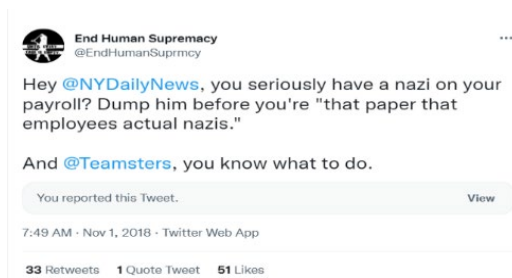 End Human Supremacy
@EndHumanSuprmcy
Hey @NYDailyNews, you seriously have a nazi on your
payroll? Dump him before you're "that paper that
employees actual nazis."
And @Teamsters, you know what to do.
You reported this Tweet.
View
7:49 AM · Nov 1, 2018 · Twitter Web App
33 Retweets 1 Quote Tweet 51 Likes